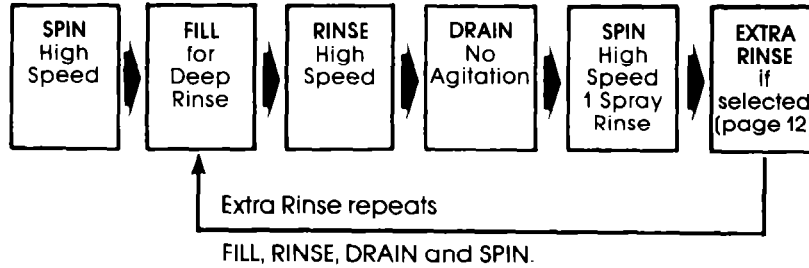 SPIN
High
Speed
FILL
for
Deep
Rinse
RINSE
High
Speed
DRAIN
No
Agitation
SPIN
High
Speed
1 Spray
Rinse
EXTRA
RINSE
if
selected
(page 12
Extra Rinse repeats
FILL, RINSE, DRAIN and SPIN.